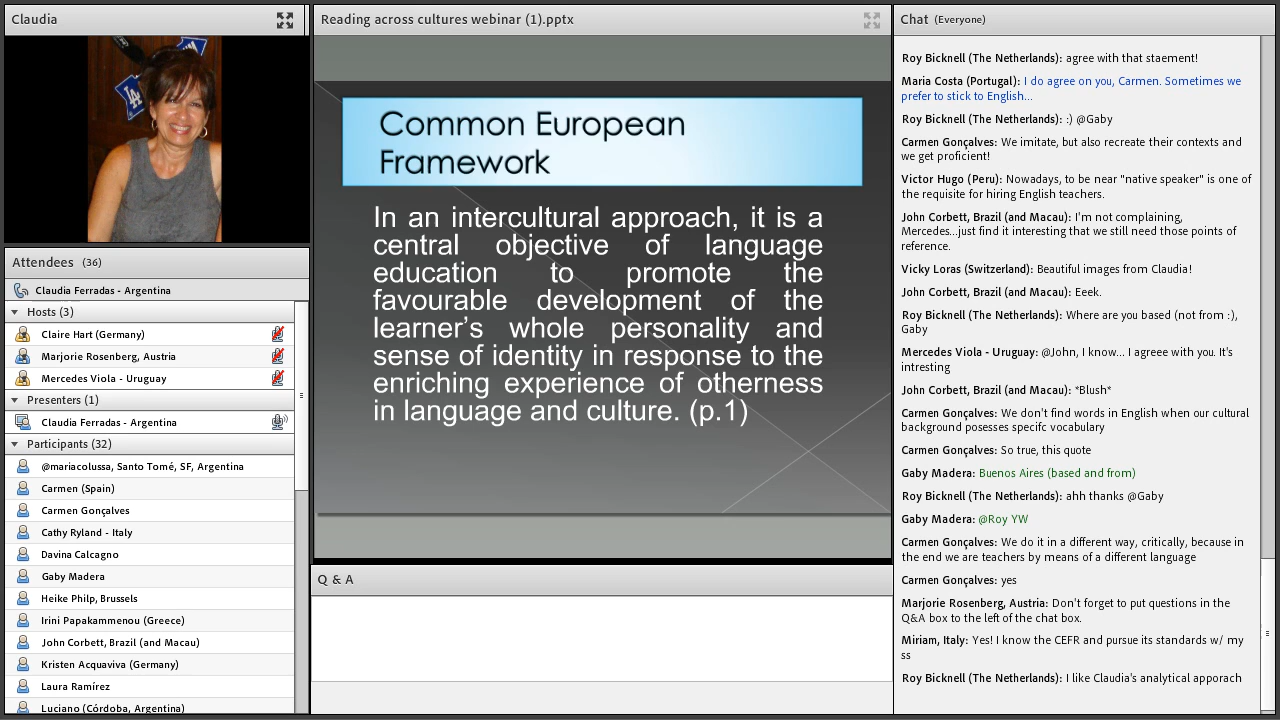 Claudia
LA
Attendees (36)
Claudia Ferradas - Argentina
Hosts (3)
Claire Hart (Germany)
Marjorie Rosenberg, Austria
Mercedes Viola - Uruguay
Presenters (1)
Claudia Ferradas - Argentina
Participants (32)
@mariacolussa, Santo Tomé, SF, Argentina
Carmen (Spain)
Carmen Gonçalves
Cathy Ryland - Italy
Davina Calcagno
Gaby Madera
Heike Philp, Brussels
Irini Papakammenou (Greece)
John Corbett, Brazil (and Macau)
Kristen Acquaviva (Germany)
Laura Ramírez
Luciano (Córdoba, Argentina)
Reading across cultures webinar (1).pptx
Common European
Framework
In an intercultural approach, it is a
central objective of language
education to promote the
favourable development of the
learner's whole personality and
sense of identity in response to the
enriching experience of otherness
in language and culture. (p.1)
Q & A
Chat (Everyone)
Roy Bicknell (The Netherlands): agree with that staement!
Maria Costa (Portugal): I do agree on you, Carmen. Sometimes we
prefer to stick to English...
Roy Bicknell (The Netherlands): :) @Gaby
Carmen Gonçalves: We imitate, but also recreate their contexts and
we get proficient!
Victor Hugo (Peru): Nowadays, to be near "native speaker" is one of
the requisite for hiring English teachers.
John Corbett, Brazil (and Macau): I'm not complaining,
Mercedes...just find it interesting that we still need those points of
reference.
Vicky Loras (Switzerland): Beautiful images from Claudia!
John Corbett, Brazil (and Macau): Eeek.
Roy Bicknell (The Netherlands): Where are you based (not from :),
Gaby
Mercedes Viola - Uruguay: @John, I know... I agreee with you. It's
intresting
John Corbett, Brazil (and Macau): *Blush*
Carmen Gonçalves: We don't find words in English when our cultural
background posesses specifc vocabulary
Carmen Gonçalves: So true, this quote
Gaby Madera: Buenos Aires (based and from)
Roy Bicknell (The Netherlands): ahh thanks @Gaby
Gaby Madera: @Roy YW
Carmen Gonçalves: We do it in a different way, critically, because in
the end we are teachers by means of a different language
Carmen Gonçalves: yes
Marjorie Rosenberg, Austria: Don't forget to put questions in the
Q&A box to the left of the chat box.
Miriam, Italy: Yes! I know the CEFR and pursue its standards w/ my
ss
Roy Bicknell (The Netherlands): I like Claudia's analytical apporach